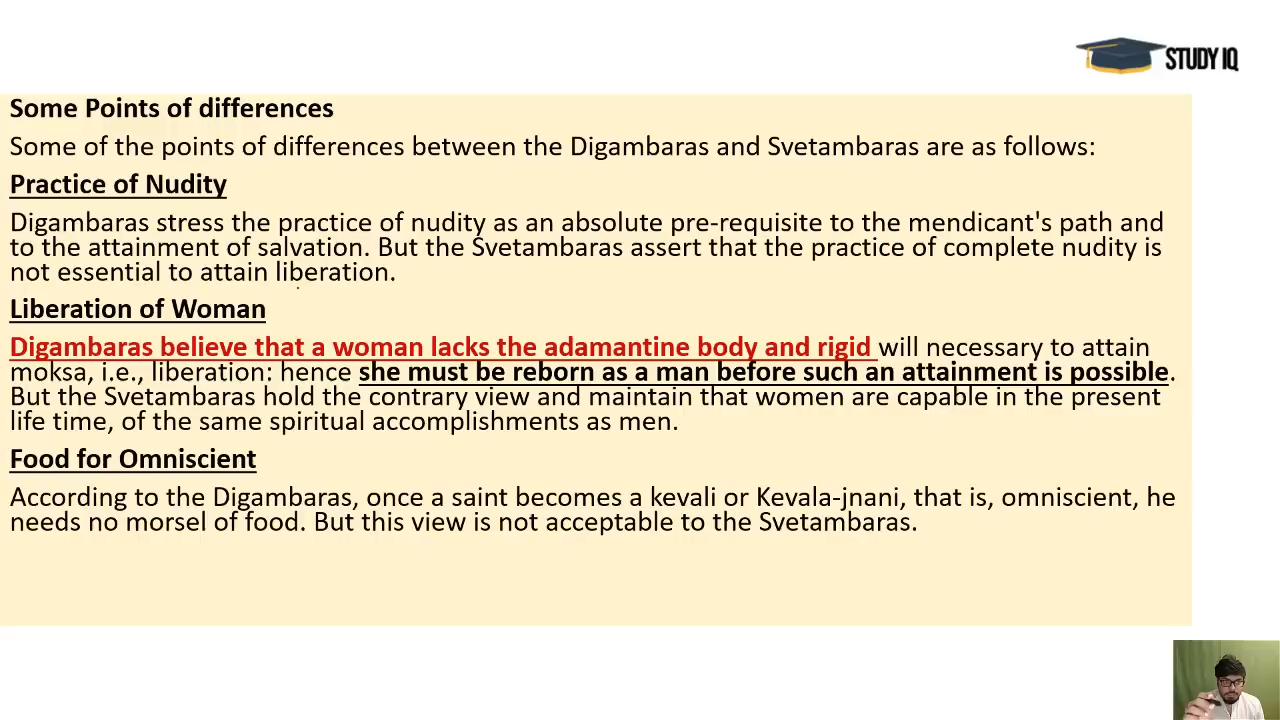 STUDY IQ
Some Points of differences
Some of the points of differences between the Digambaras and Svetambaras are as follows:
Practice of Nudity
Digambaras stress the practice of nudity as an absolute pre-requisite to the mendicant's path and
to the attainment of salvation. But the Svetambaras assert that the practice of complete nudity is
not essential to attain liberation.
Liberation of Woman
Digambaras believe that a woman lacks the adamantine body and rigid will necessary to attain
moksa, i.e., liberation: hence she must be reborn as a man before such an attainment is possible.
But the Svetambaras hold the contrary view and maintain that women are capable in the present
life time, of the same spiritual accomplishments as men.
Food for Omniscient
According to the Digambaras, once a saint becomes a kevali or Kevala-jnani, that is, omniscient, he
needs no morsel of food. But this view is not acceptable to the Svetambaras.